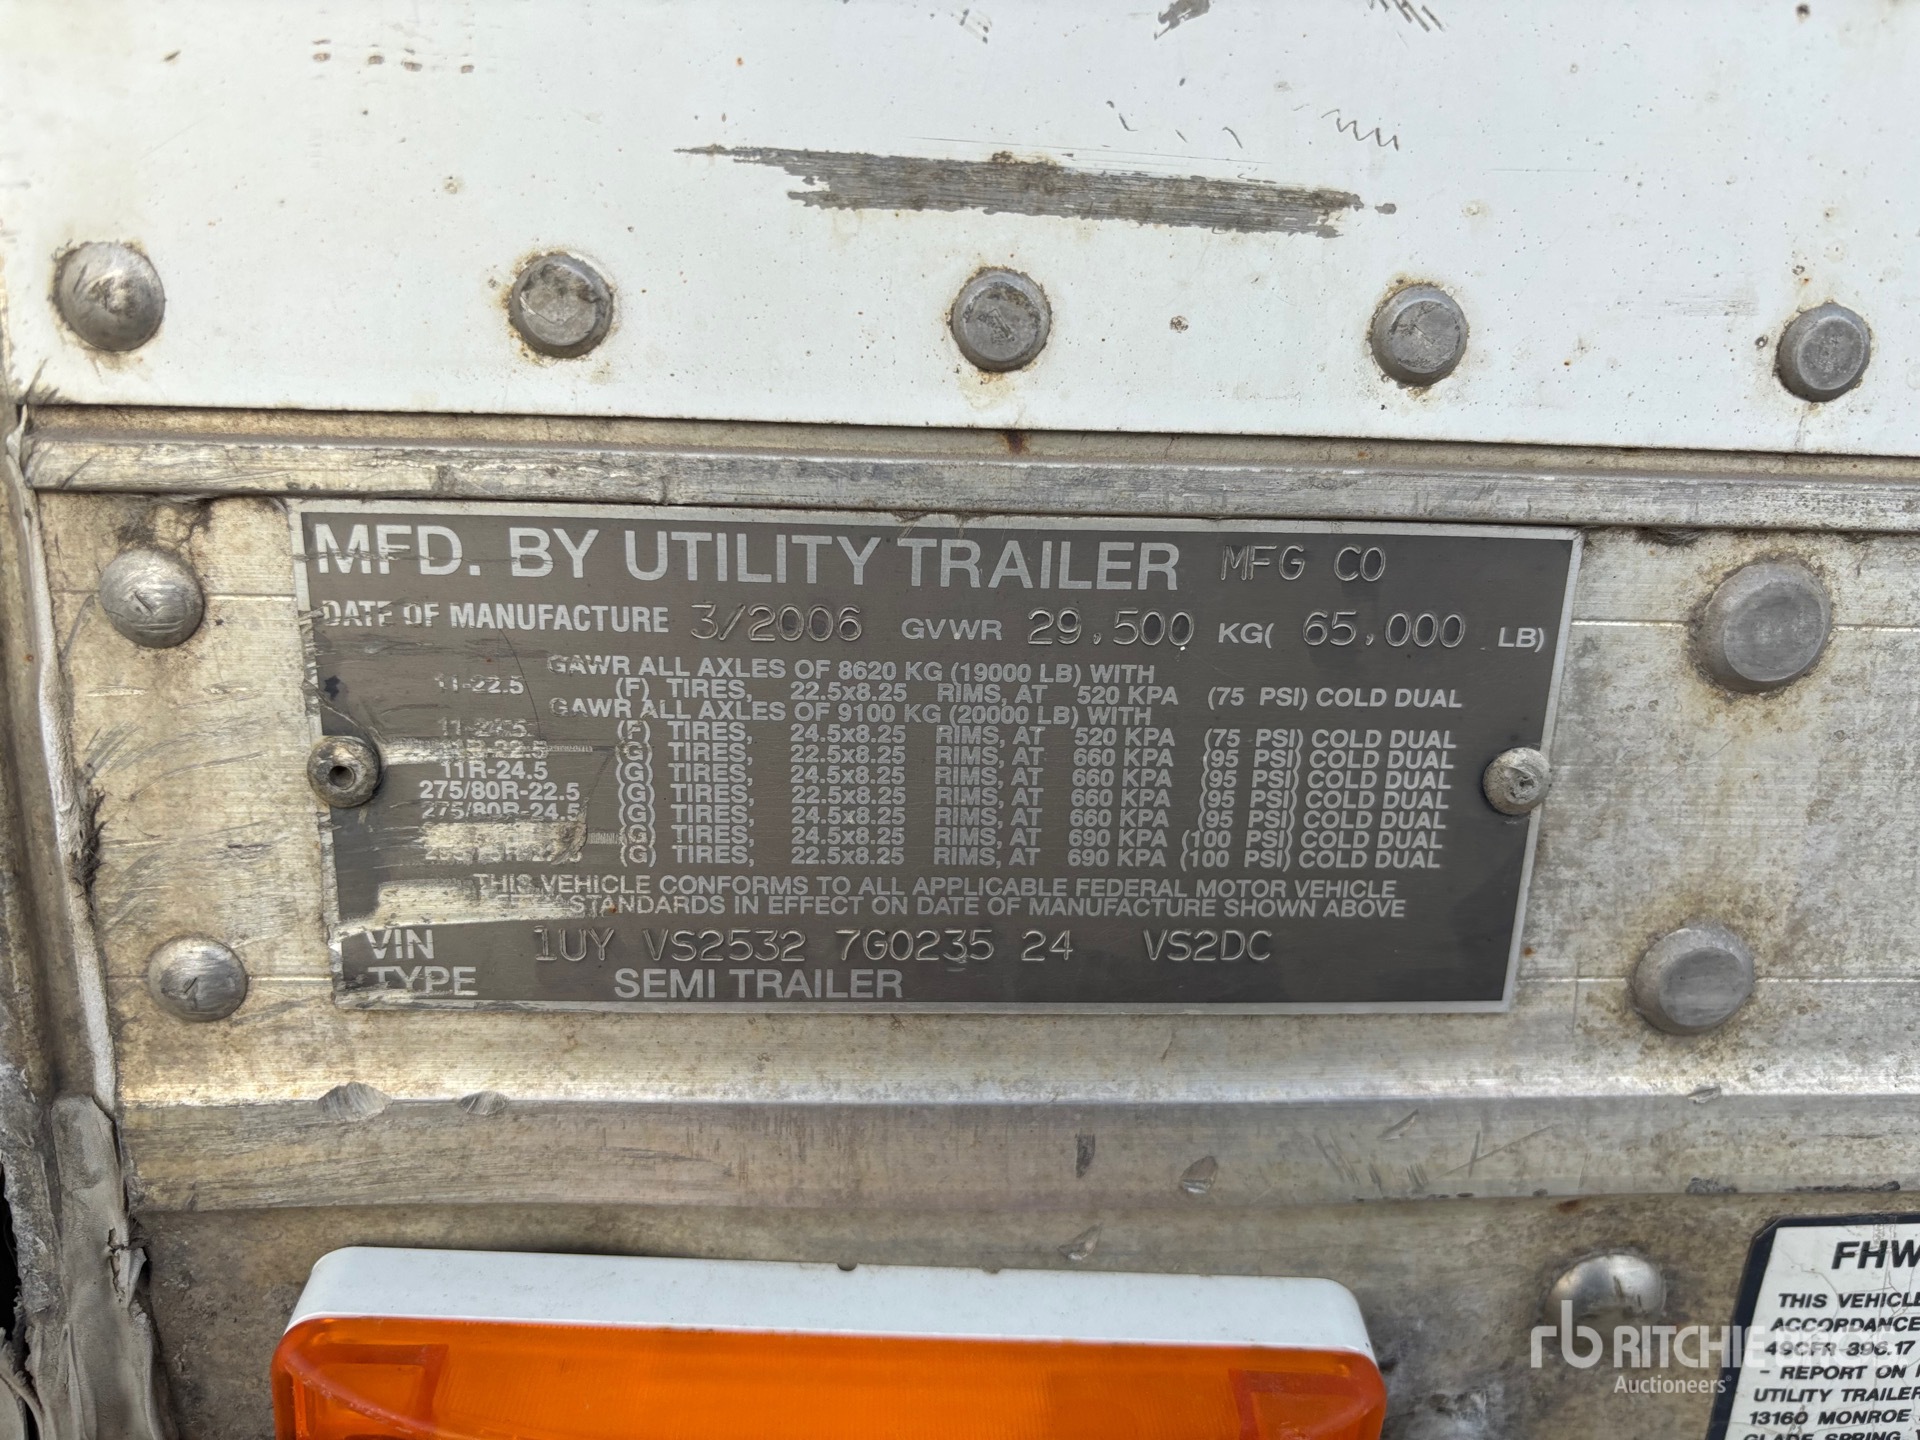 MFD. BY UTILITY TRAILER MFG CO
DATE OF MANUFACTURE 3/2006 GVWR 29,500 KG( 65,000 LB)
GAWR ALL AXLES OF 8620 KG (19000 LB) WITH
11-22.5 (F) TIRES, 22.5x8.25 RIMS, AT 520 KPA (75 PSI) COLD DUAL
GAWR ALL AXLES OF 9100 KG (20000 LB) WITH
11-24.5 (F) TIRES, 24.5x8.25 RIMS, AT 520 KPA (75 PSI) COLD DUAL
11R-22.5 (G) TIRES, 22.5x8.25 RIMS, AT 660 KPA (95 PSI) COLD DUAL
11R-24.5 (G) TIRES, 24.5x8.25 RIMS, AT 660 KPA (95 PSI) COLD DUAL
275/80R-22.5 (G) TIRES, 22.5x8.25 RIMS, AT 660 KPA (95 PSI) COLD DUAL
275/80R-24.5 (G) TIRES, 24.5x8.25 RIMS, AT 660 KPA (95 PSI) COLD DUAL
(G) TIRES, 24.5x8.25 RIMS, AT 690 KPA (100 PSI) COLD DUAL
(G) TIRES, 22.5x8.25 RIMS, AT 690 KPA (100 PSI) COLD DUAL
THIS VEHICLE CONFORMS TO ALL APPLICABLE FEDERAL MOTOR VEHICLE
STANDARDS IN EFFECT ON DATE OF MANUFACTURE SHOWN ABOVE
VIN 1UY VS2532 7G0235 24 VS2DC
TYPE SEMI TRAILER
FHW
THIS VEHICLE
ACCORDANCE
49CFR 396.17
- REPORT ON
UTILITY TRAILER
13160 MONROE
GLADE SPRING
rb RITCHIE
Auctioneers